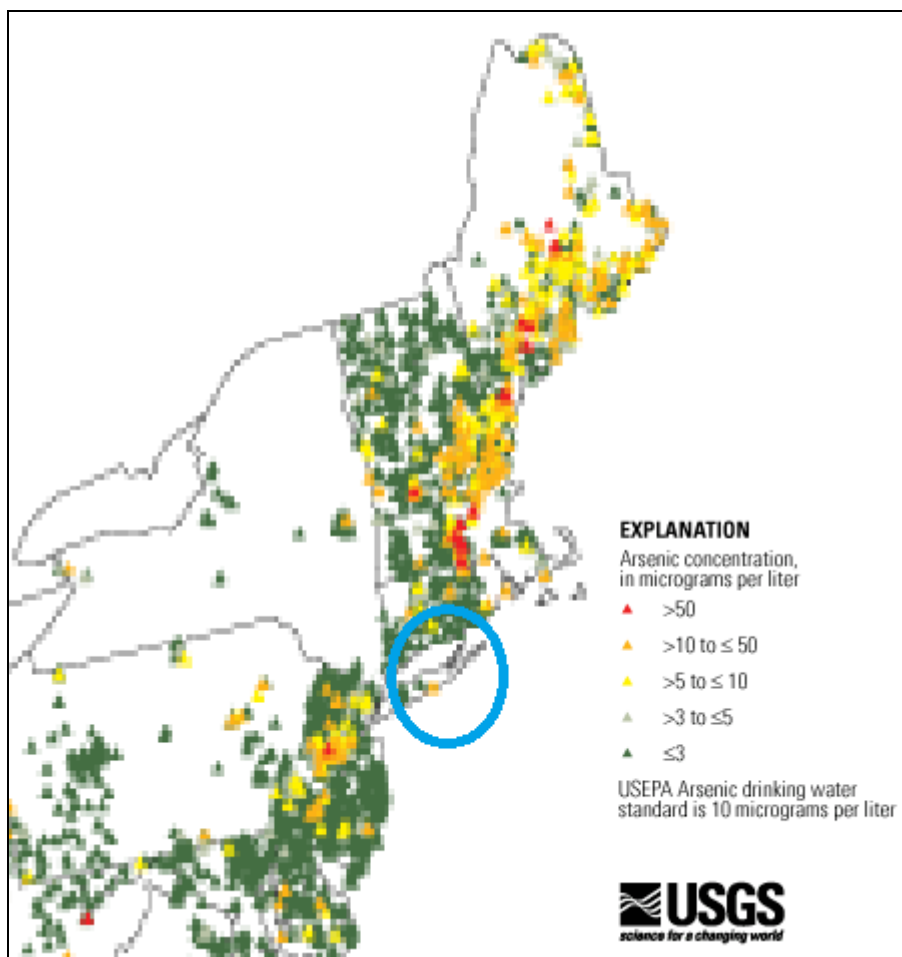 EXPLANATION
Arsenic concentration,
in micrograms per liter
>50
>10 to ≤ 50
>5 to ≤ 10
>3 to ≤5
≤3
USEPA Arsenic drinking water
standard is 10 micrograms per liter
USGS
science for a changing world